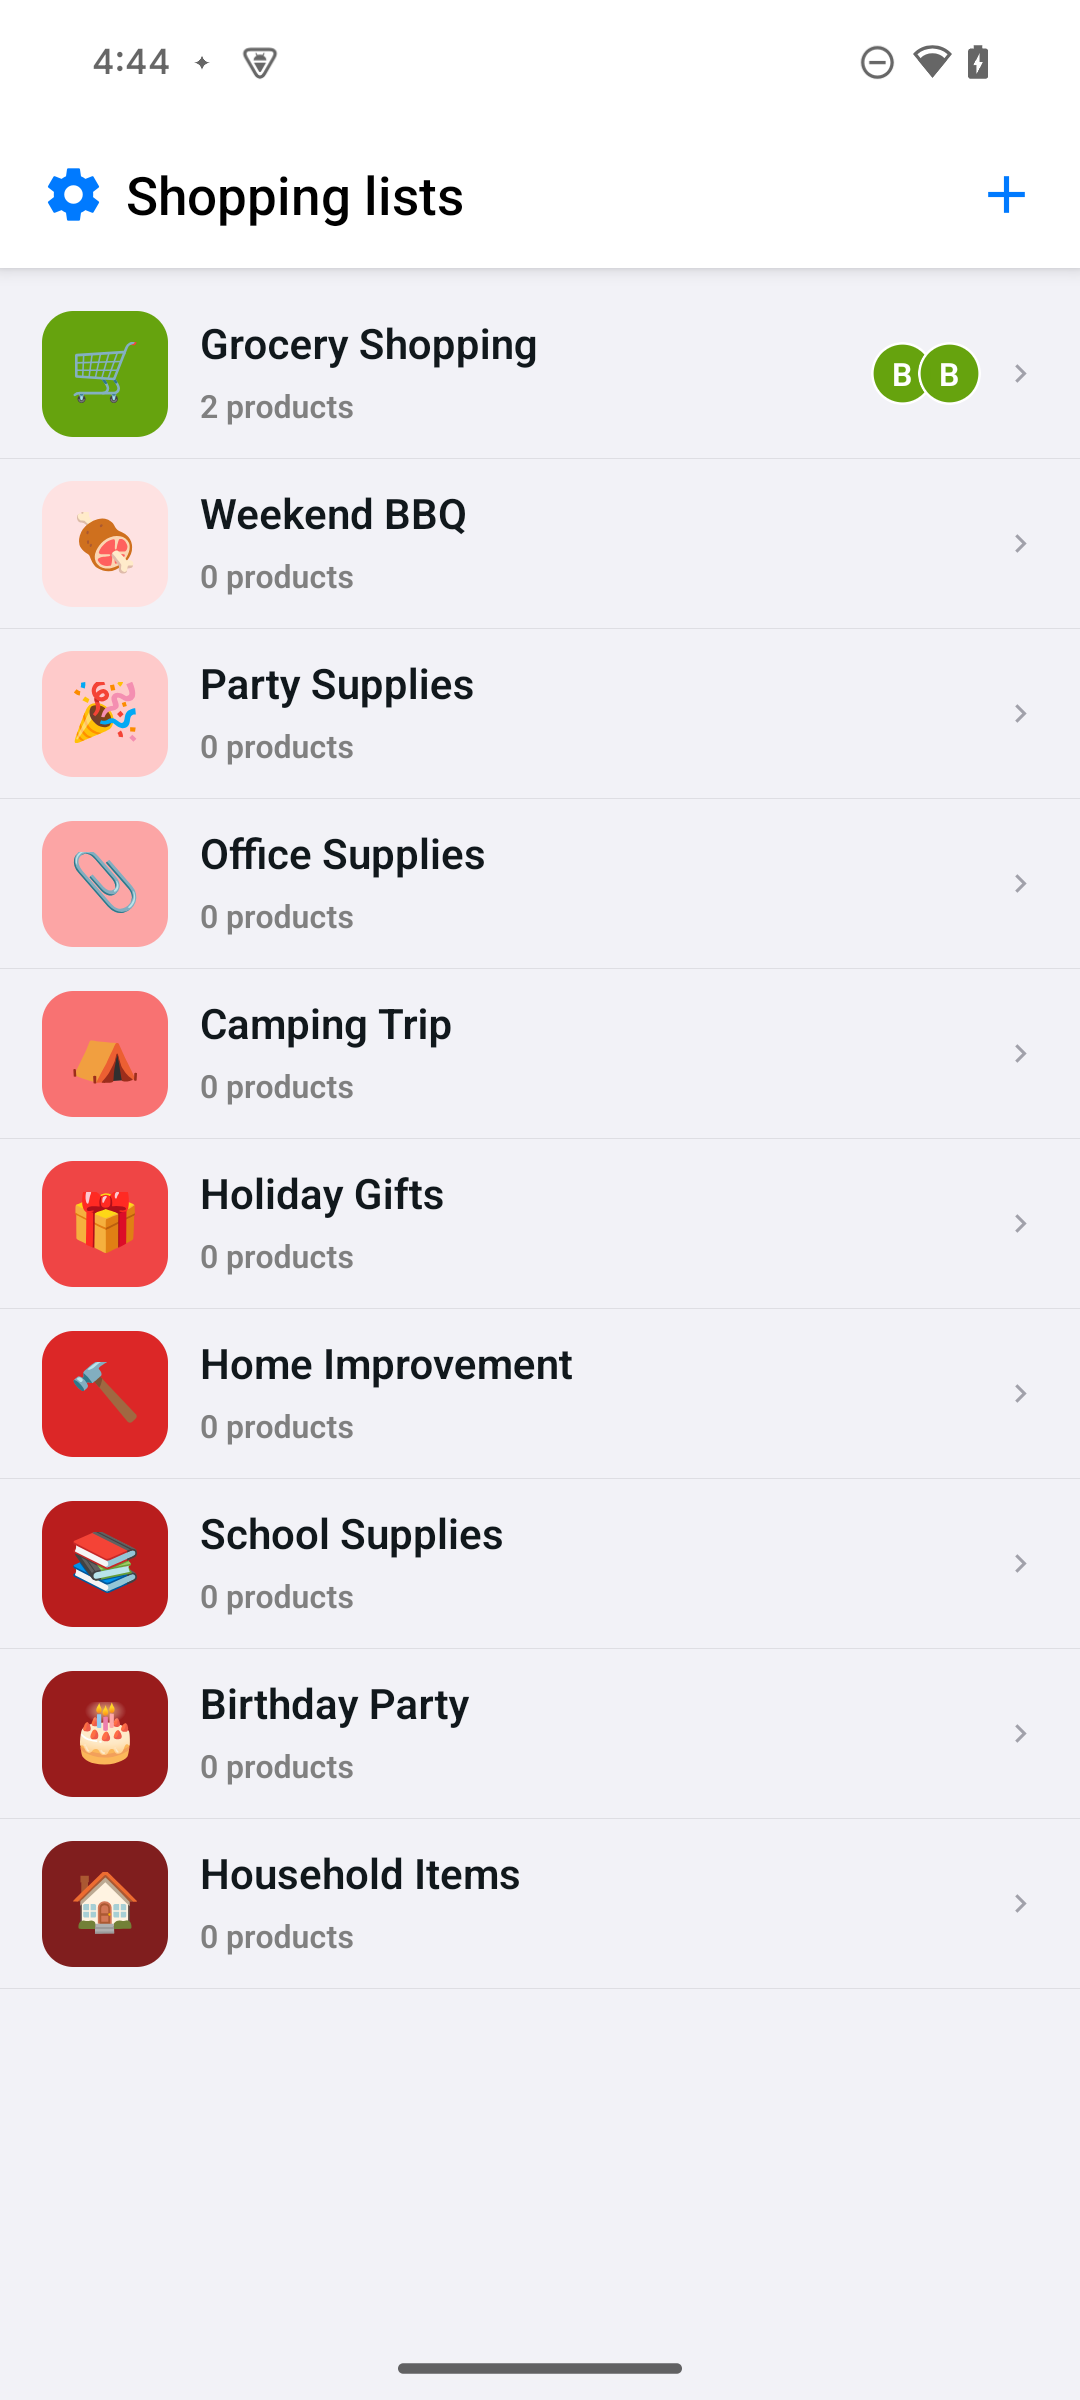 4:44
Shopping lists
Grocery Shopping
2 products
B B
Weekend BBQ
0 products
Party Supplies
0 products
Office Supplies
0 products
Camping Trip
0 products
Holiday Gifts
0 products
Home Improvement
0 products
School Supplies
0 products
Birthday Party
0 products
Household Items
0 products